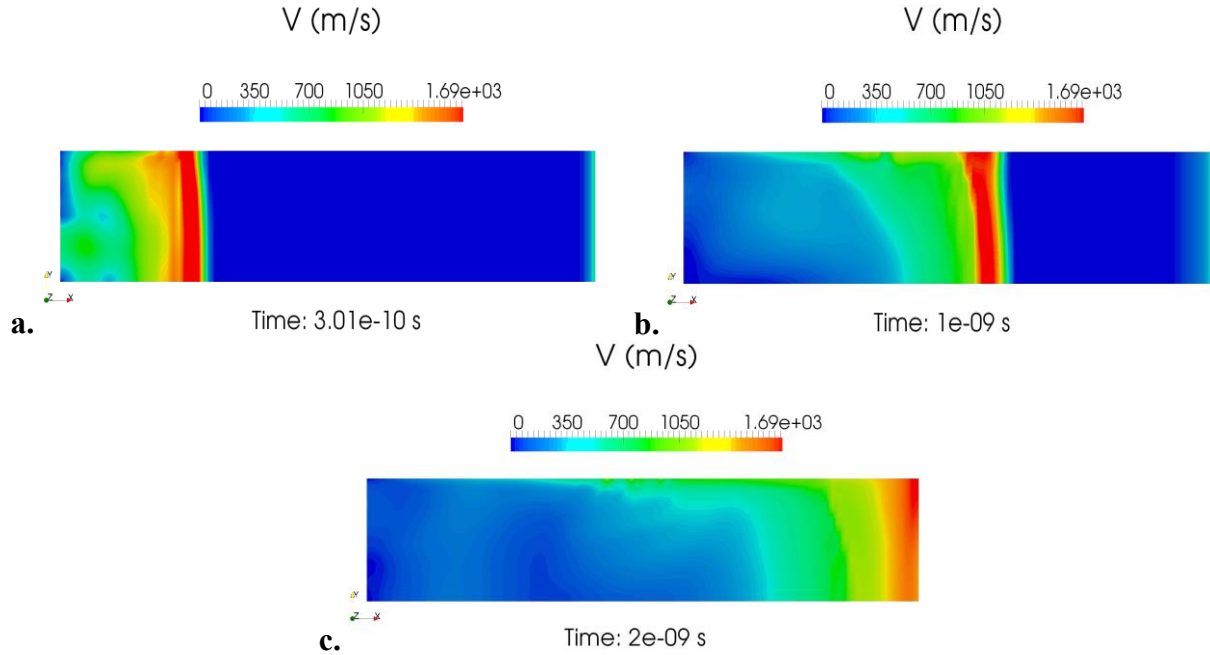 V (m/s)
0 350 700 1050 1.69e+03
Y
Z X
a.
Time: 3.01e-10 s
V (m/s)
0 350 700 1050 1.69e+03
Y
Z X
b.
Time: 1e-09 s
V (m/s)
0 350 700 1050 1.69e+03
Y
Z X
c.
Time: 2e-09 s